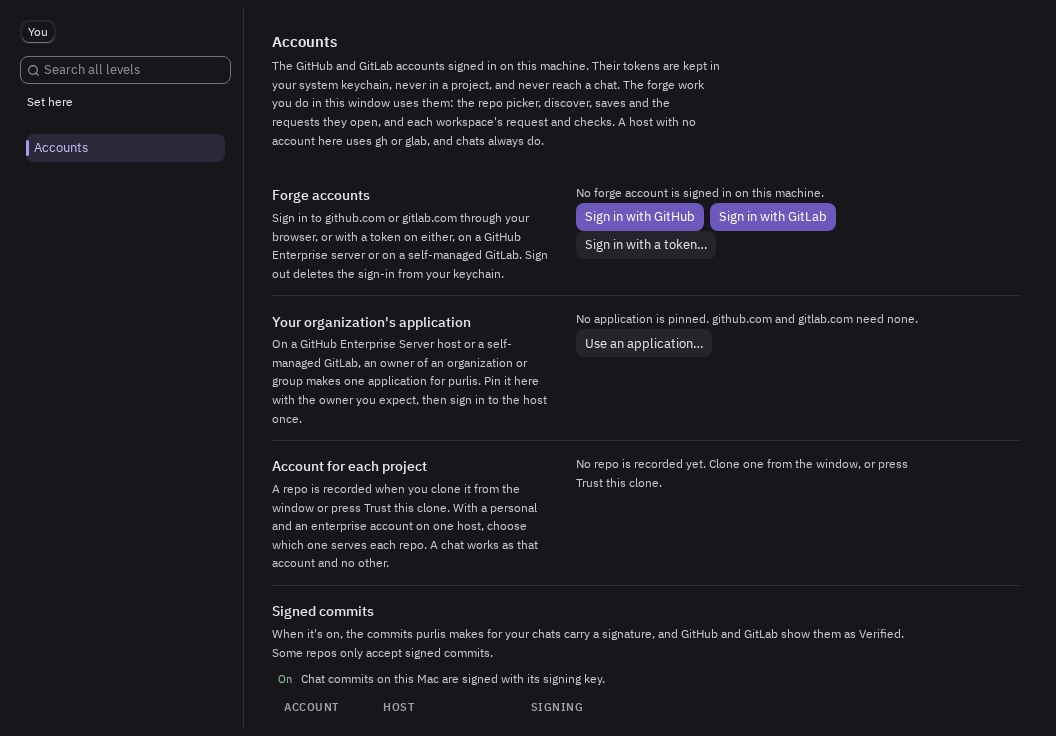 You
Search all levels
Set here
Accounts
Accounts
The GitHub and GitLab accounts signed in on this machine. Their tokens are kept in
your system keychain, never in a project, and never reach a chat. The forge work
you do in this window uses them: the repo picker, discover, saves and the
requests they open, and each workspace's request and checks. A host with no
account here uses gh or glab, and chats always do.
Forge accounts
Sign in to github.com or gitlab.com through your
browser, or with a token on either, on a GitHub
Enterprise server or on a self-managed GitLab. Sign
out deletes the sign-in from your keychain.
No forge account is signed in on this machine.
Sign in with GitHub
Sign in with GitLab
Sign in with a token...
Your organization's application
On a GitHub Enterprise Server host or a self-
managed GitLab, an owner of an organization or
group makes one application for purlis. Pin it here
with the owner you expect, then sign in to the host
once.
No application is pinned. github.com and gitlab.com need none.
Use an application...
Account for each project
A repo is recorded when you clone it from the
window or press Trust this clone. With a personal
and an enterprise account on one host, choose
which one serves each repo. A chat works as that
account and no other.
No repo is recorded yet. Clone one from the window, or press
Trust this clone.
Signed commits
When it's on, the commits purlis makes for your chats carry a signature, and GitHub and GitLab show them as Verified.
Some repos only accept signed commits.
On Chat commits on this Mac are signed with its signing key.
ACCOUNT HOST SIGNING